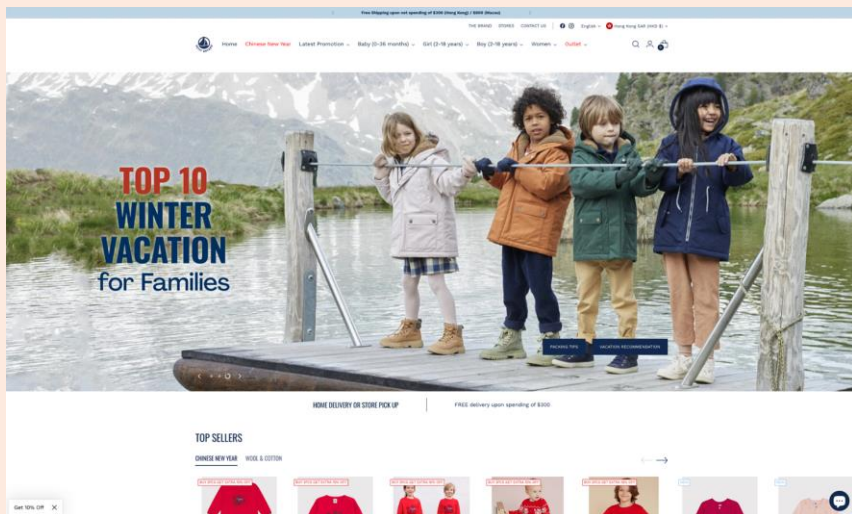 Free Shipping upon net spending of $300 (Hong Kong) / $800 (Macau)
THE BRAND STORES CONTACT US English Hong Kong SAR (HKD $)
Home Chinese New Year Latest Promotion Baby (0-36 months) Girl (3-18 years) Boy (3-18 years) Women Outlet
TOP 10
WINTER
VACATION
for Families
PACKING TIPS VACATION RECOMMENDATION
HOME DELIVERY OR STORE PICK UP FREE delivery upon spending of $300
TOP SELLERS
CHINESE NEW YEAR WOOL & COTTON
Get 10% Off